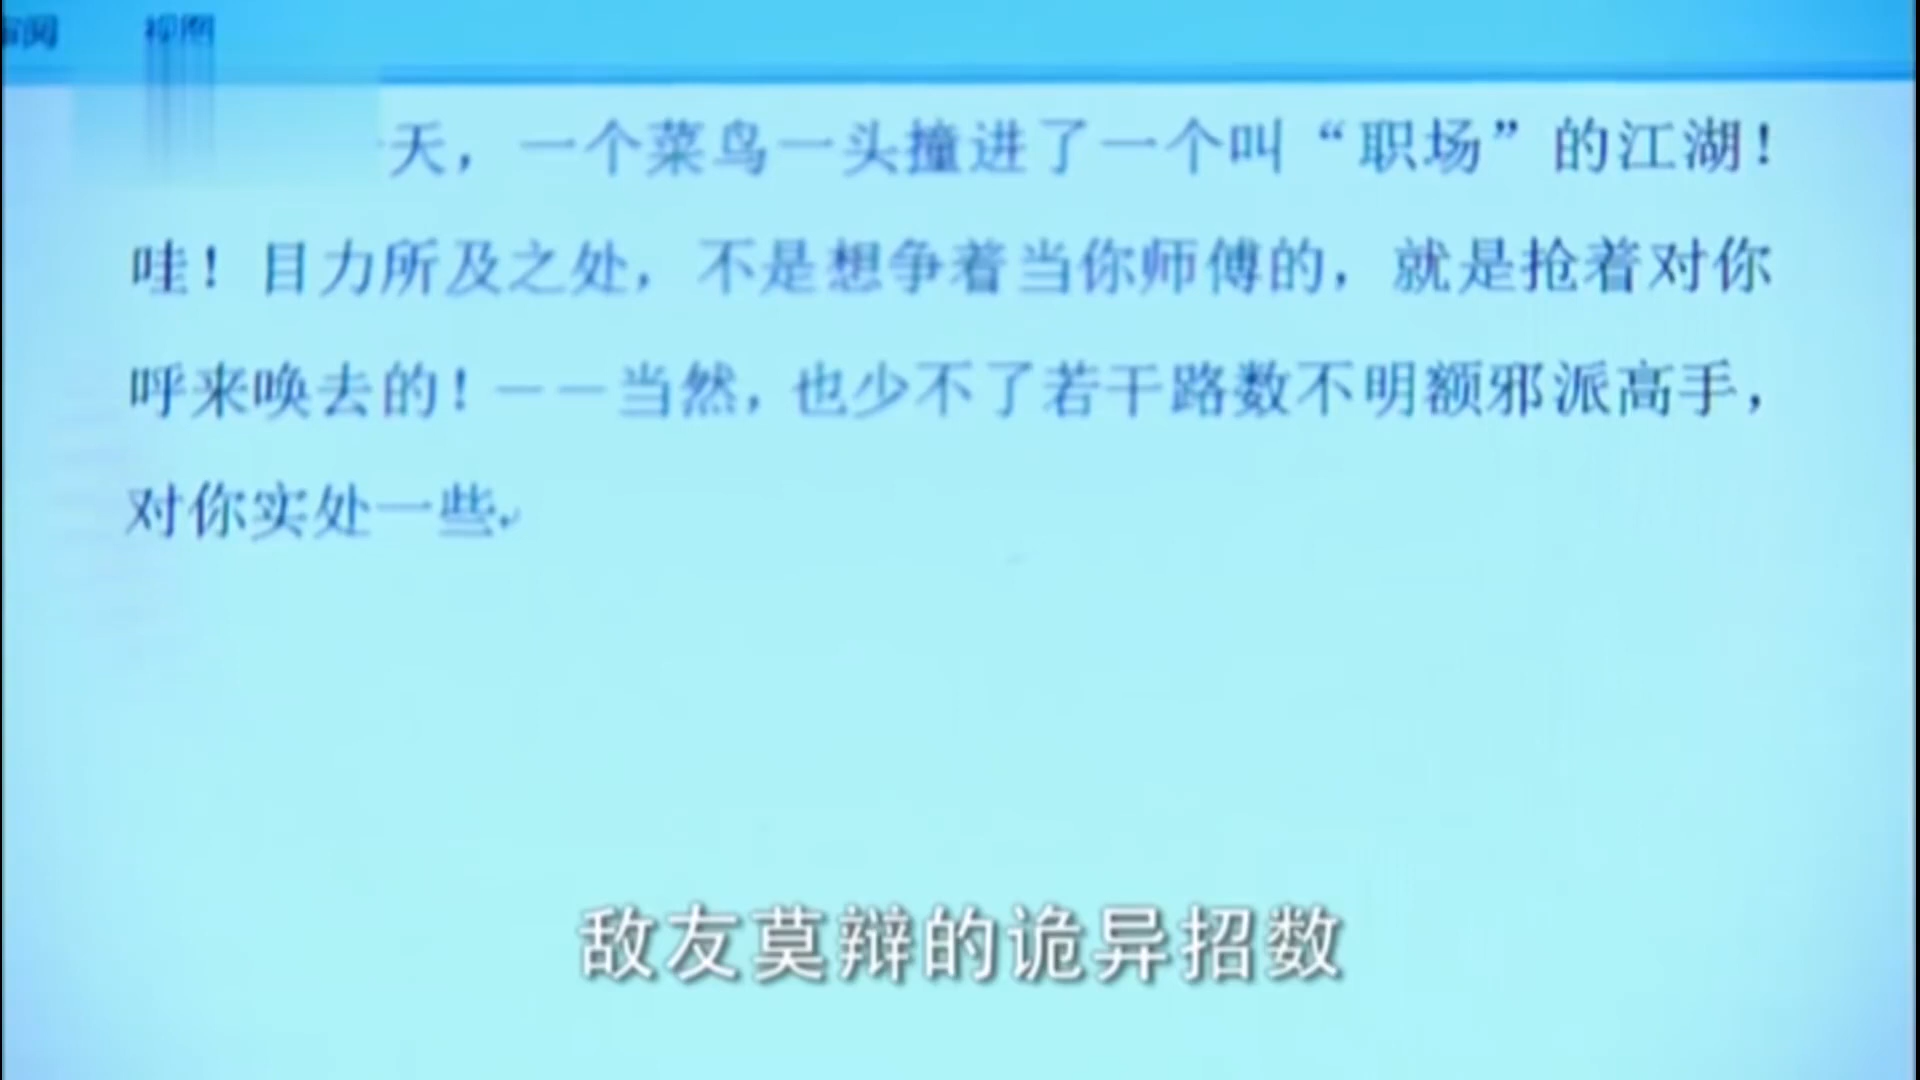 审阅 视图
天，一个菜鸟一头撞进了一个叫“职场”的江湖！
哇！目力所及之处，不是想争着当你师傅的，就是抢着对你
呼来唤去的！——当然，也少不了若干路数不明额邪派高手，
对你实处一些
敌友莫辩的诡异招数